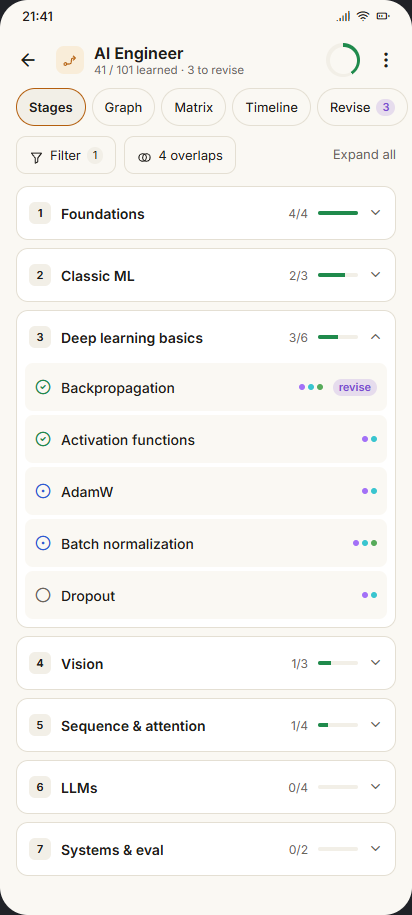 21:41
AI Engineer
41 / 101 learned · 3 to revise
Stages
Graph
Matrix
Timeline
Revise 3
Filter 1
4 overlaps
Expand all
1 Foundations 4/4
2 Classic ML 2/3
3 Deep learning basics 3/6
Backpropagation revise
Activation functions
AdamW
Batch normalization
Dropout
4 Vision 1/3
5 Sequence & attention 1/4
6 LLMs 0/4
7 Systems & eval 0/2